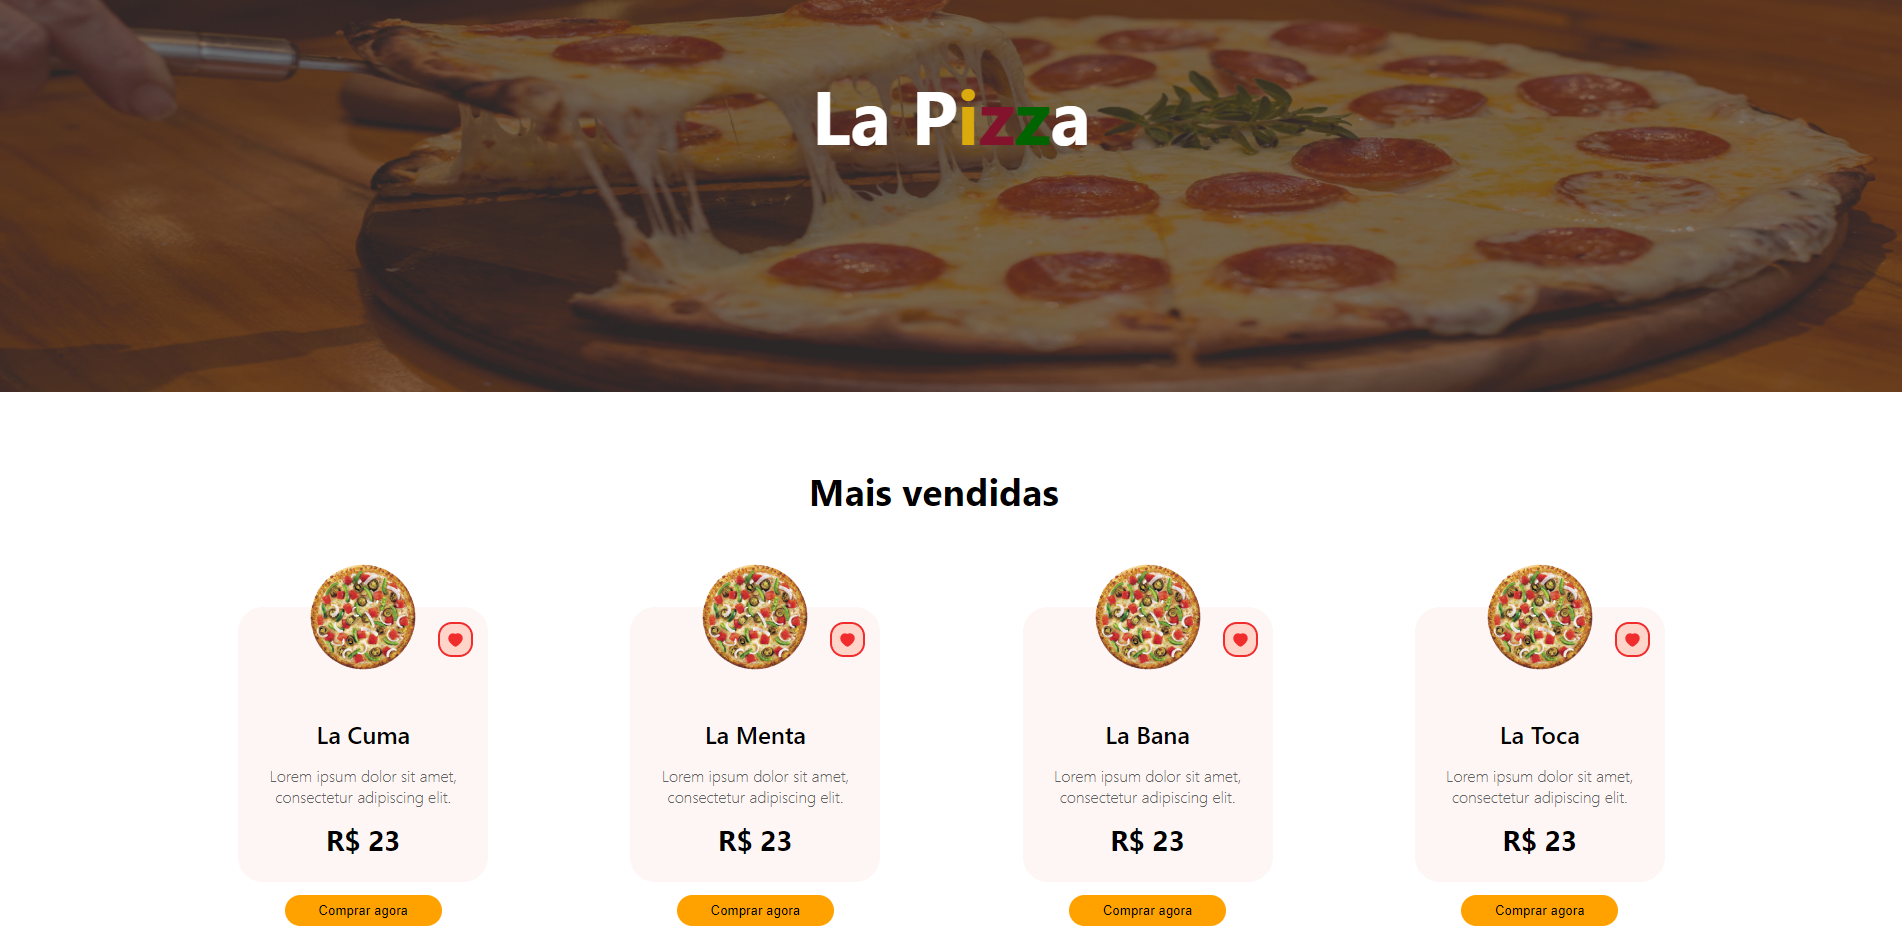 La Pizza
Mais vendidas
La Cuma
Lorem ipsum dolor sit amet,
consectetur adipiscing elit.
R$ 23
Comprar agora
La Menta
Lorem ipsum dolor sit amet,
consectetur adipiscing elit.
R$ 23
Comprar agora
La Bana
Lorem ipsum dolor sit amet,
consectetur adipiscing elit.
R$ 23
Comprar agora
La Toca
Lorem ipsum dolor sit amet,
consectetur adipiscing elit.
R$ 23
Comprar agora